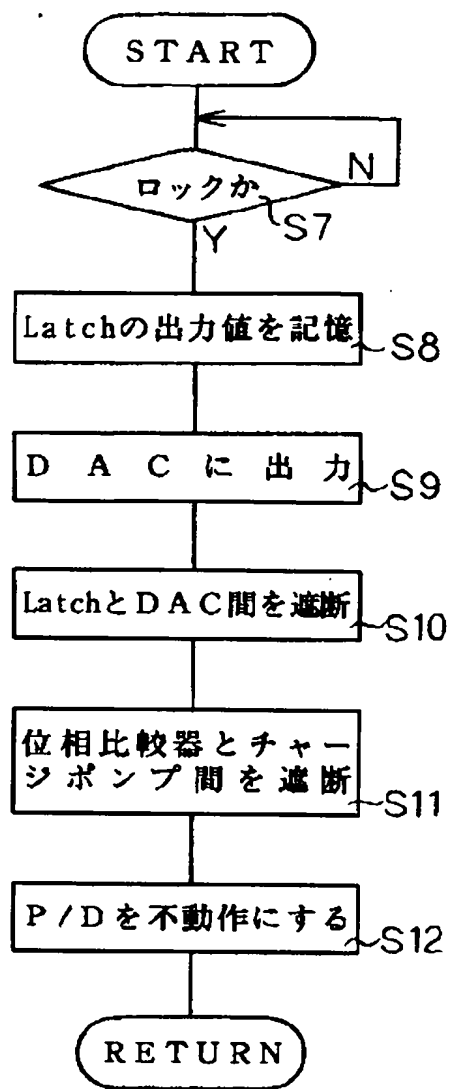 START
ロックか
N
S7
Y
Latchの出力値を記憶
S8
DACに出力
S9
LatchとDAC間を遮断
S10
位相比較器とチャー
ジポンプ間を遮断
S11
P/Dを不動作にする
S12
RETURN